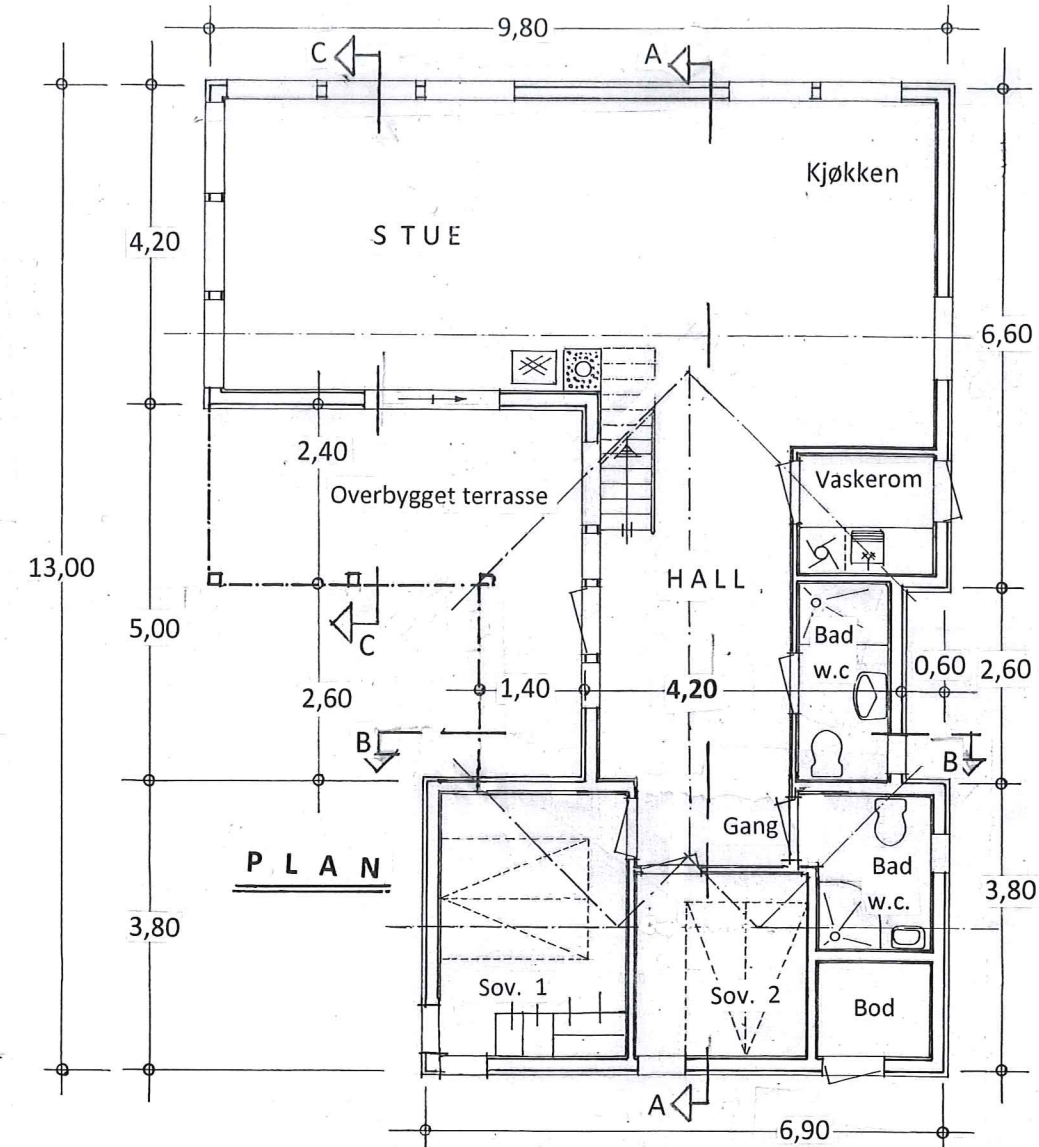 9,80
C
A
Kjøkken
4,20
STUE
6,60
2,40
Overbygget terrasse
Vaskerom
13,00
HALL
5,00
C
Bad
w.c
0,60
2,60
2,60
1,40
4,20
B
B
Gang
PLAN
Bad
w.c.
3,80
3,80
Sov. 1
Sov. 2
Bod
A
6,90